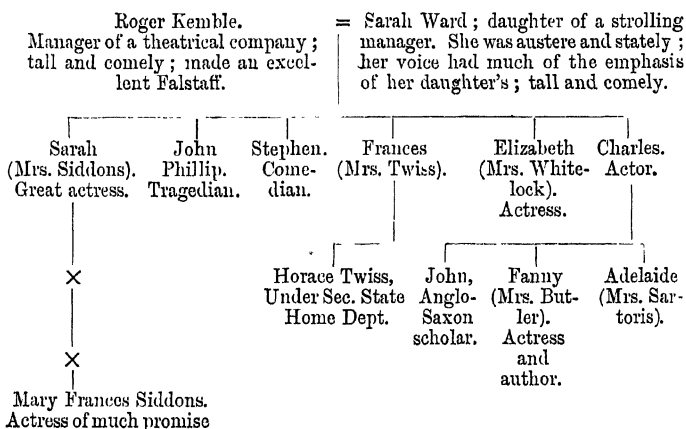 Roger Kemble.
Manager of a theatrical company ;
tall and comely ; made an excel-
lent Falstaff.
= Sarah Ward ; daughter of a strolling
manager. She was austere and stately ;
her voice had much of the emphasis
of her daughter's ; tall and comely.
Sarah
(Mrs. Siddons).
Great actress.
John
Phillip.
Tragedian.
Stephen.
Come-
dian.
Frances
(Mrs. Twiss).
Elizabeth
(Mrs. White-
lock).
Actress.
Charles.
Actor.
×
×
Mary Frances Siddons.
Actress of much promise
Horace Twiss,
Under Sec. State
Home Dept.
John,
Anglo-
Saxon
scholar.
Fanny
(Mrs. But-
ler).
Actress
and
author.
Adelaide
(Mrs. Sar-
toris).